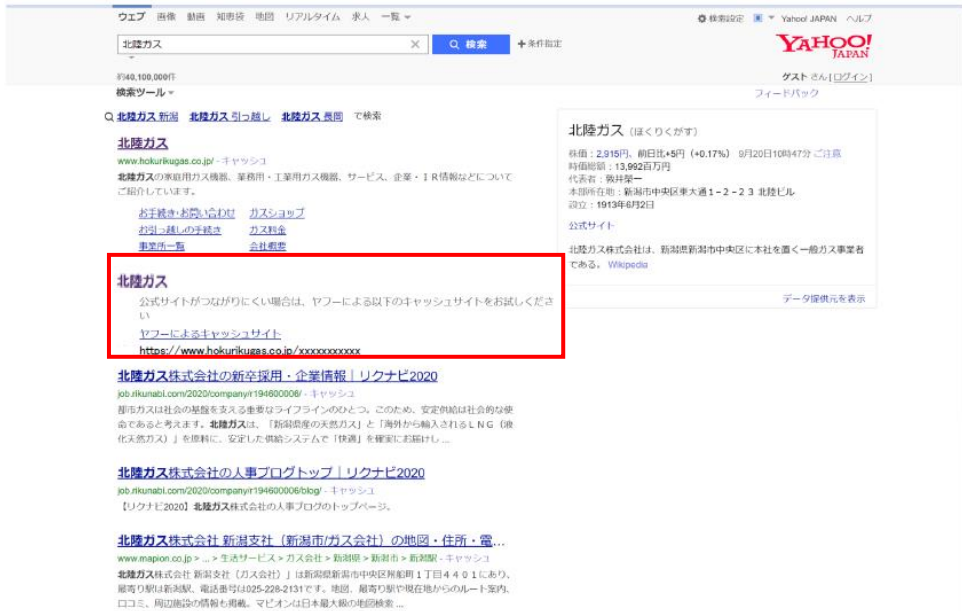 ウェブ 画像 動画 知恵袋 地図 リアルタイム 求人 一覧
検索設定 Yahoo! JAPAN ヘルプ
北陸ガス
検索
+条件指定
YAHOO!
JAPAN
約40,100,000件
ゲスト さん [ログイン]
検索ツール
フィードバック
北陸ガス 新潟 北陸ガス 引っ越し 北陸ガス 長岡 で検索
北陸ガス
www.hokurikugas.co.jp/ - キャッシュ
北陸ガスの家庭用ガス機器、業務用・工業用ガス機器、サービス、企業・IR情報などについて
ご紹介しています。
お手続き・お問い合わせ ガスショップ
お引っ越しの手続き ガス料金
事業所一覧 会社概要
北陸ガス
公式サイトがつながりにくい場合は、ヤフーによる以下のキャッシュサイトをお試しくださ
い
ヤフーによるキャッシュサイト
https://www.hokurikugas.co.jp/xxxxxxxxxxx
北陸ガス株式会社の新卒採用・企業情報｜リクナビ2020
job.rikunabi.com/2020/company/r194600006/ - キャッシュ
都市ガスは社会の基盤を支える重要なライフラインのひとつ。このため、安定供給は社会的な使
命であると考えます。北陸ガスは、「新潟県産の天然ガス」と「海外から輸入されるLNG（液
化天然ガス）」を原料に、安定した供給システムで「快適」を確実にお届けし ...
北陸ガス株式会社の人事ブログトップ｜リクナビ2020
job.rikunabi.com/2020/company/r194600006/blog/ - キャッシュ
【リクナビ2020】北陸ガス株式会社の人事ブログのトップページ。
北陸ガス株式会社 新潟支社（新潟市/ガス会社）の地図・住所・電...
www.mapion.co.jp > ... > 生活サービス > ガス会社 > 新潟県 > 新潟市 > 新潟駅 - キャッシュ
北陸ガス株式会社 新潟支社（ガス会社）」は新潟県新潟市中央区附船町１丁目４４０１にあり、
最寄り駅は新潟駅、電話番号は025-228-2131です。地図、最寄り駅や現在地からのルート案内、
口コミ、周辺施設の情報も掲載。マピオンは日本最大級の地図検索 ...
北陸ガス（ほくりくがす）
株価：2,915円、前日比+5円（+0.17%） 9月20日10時47分 ご注意
時価総額：13,992百万円
代表者：敦井榮一
本部所在地：新潟市中央区東大通１−２−２３ 北陸ビル
設立：1913年6月2日
公式サイト
北陸ガス株式会社は、新潟県新潟市中央区に本社を置く一般ガス事業者
である。 Wikipedia
データ提供元を表示